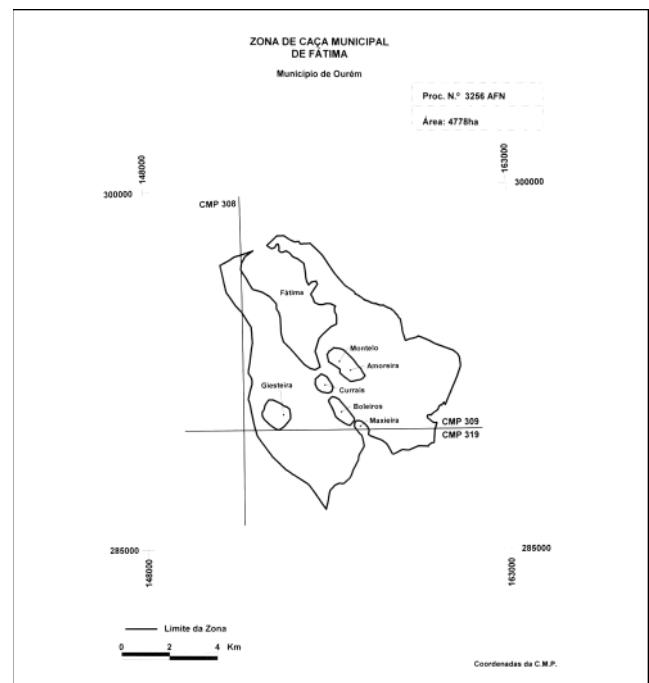 ZONA DE CAÇA MUNICIPAL
DE FÁTIMA
Município de Ourém
Proc. N.º 3256 AFN
Área: 4778ha
148000
163000
300000
300000
CMP 308
Fátima
Montelo
Amoreira
Giesteira
Currais
Boleiros
Maxieira
CMP 309
CMP 319
285000
285000
148000
163000
Limite da Zona
0 2 4 Km
Coordenadas da C.M.P.